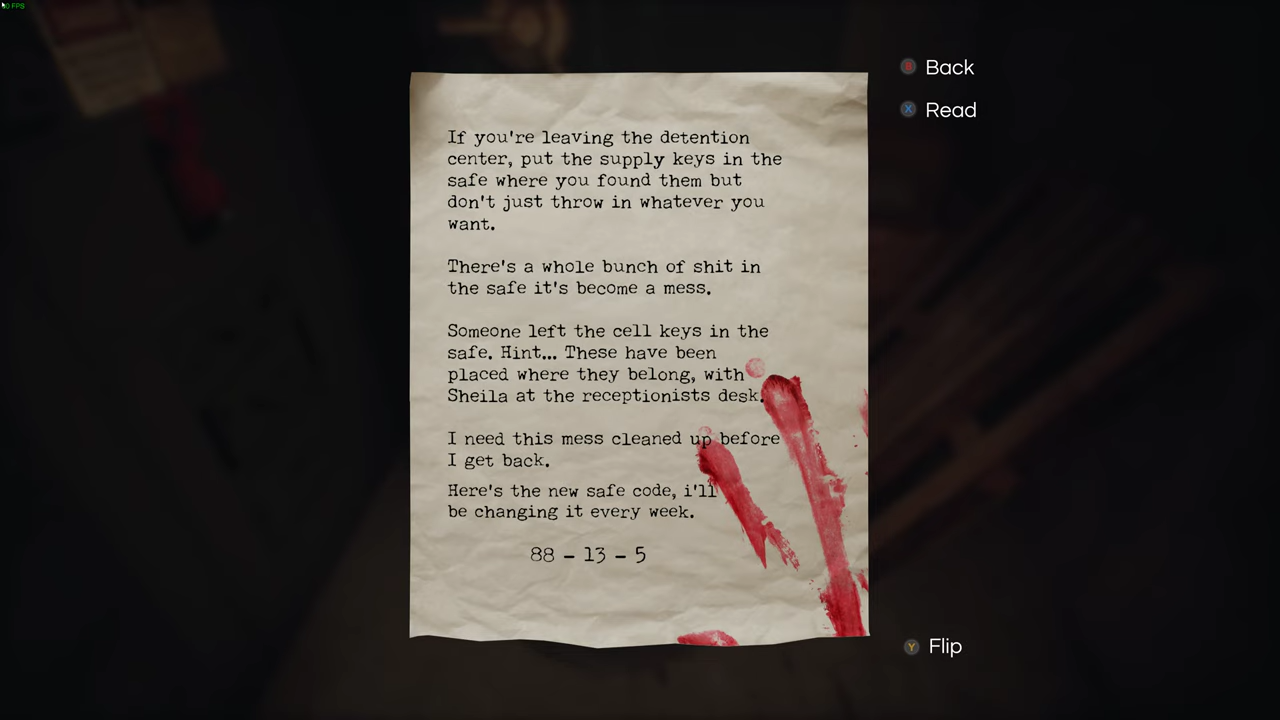 60 FPS
If you're leaving the detention
center, put the supply keys in the
safe where you found them but
don't just throw in whatever you
want.
There's a whole bunch of shit in
the safe it's become a mess.
Someone left the cell keys in the
safe. Hint... These have been
placed where they belong, with
Sheila at the receptionists desk.
I need this mess cleaned up before
I get back.
Here's the new safe code, i'll
be changing it every week.
88 - 13 - 5
B Back
X Read
Y Flip